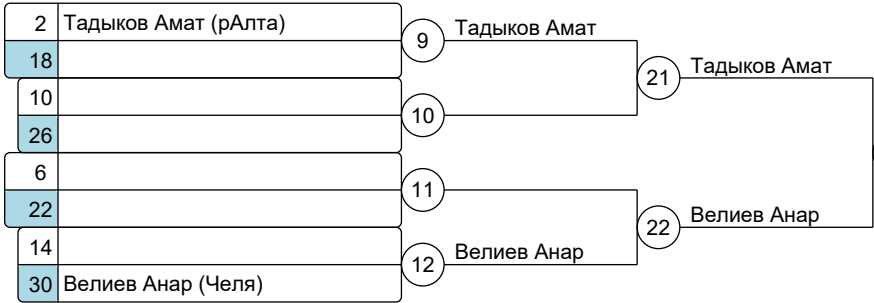 2 Тадыков Амат (рАлта)
9 Тадыков Амат
18
21 Тадыков Амат
10
10
26
6
11
22
22 Велиев Анар
14
12 Велиев Анар
30 Велиев Анар (Челя)